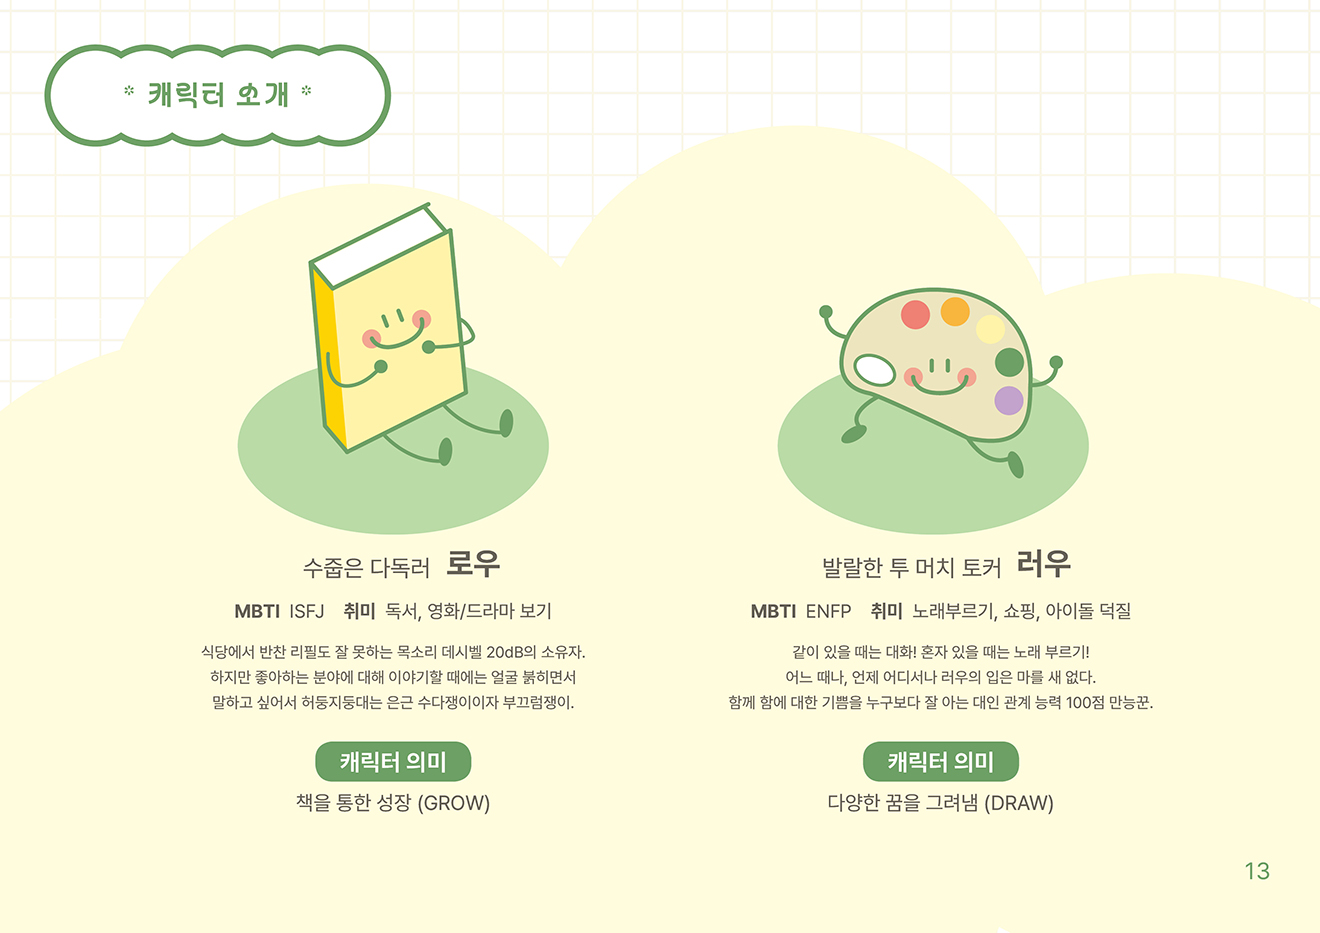 * 캐릭터 소개 *
수줍은 다독러 로우
MBTI ISFJ 취미 독서, 영화/드라마 보기
식당에서 반찬 리필도 잘 못하는 목소리 데시벨 20dB의 소유자.
하지만 좋아하는 분야에 대해 이야기할 때에는 얼굴 붉히면서
말하고 싶어서 허둥지둥대는 은근 수다쟁이이자 부끄럼쟁이.
캐릭터 의미
책을 통한 성장 (GROW)
발랄한 투 머치 토커 러우
MBTI ENFP 취미 노래부르기, 쇼핑, 아이돌 덕질
같이 있을 때는 대화! 혼자 있을 때는 노래 부르기!
어느 때나, 언제 어디서나 러우의 입은 마를 새 없다.
함께 함에 대한 기쁨을 누구보다 잘 아는 대인 관계 능력 100점 만능꾼.
캐릭터 의미
다양한 꿈을 그려냄 (DRAW)
13